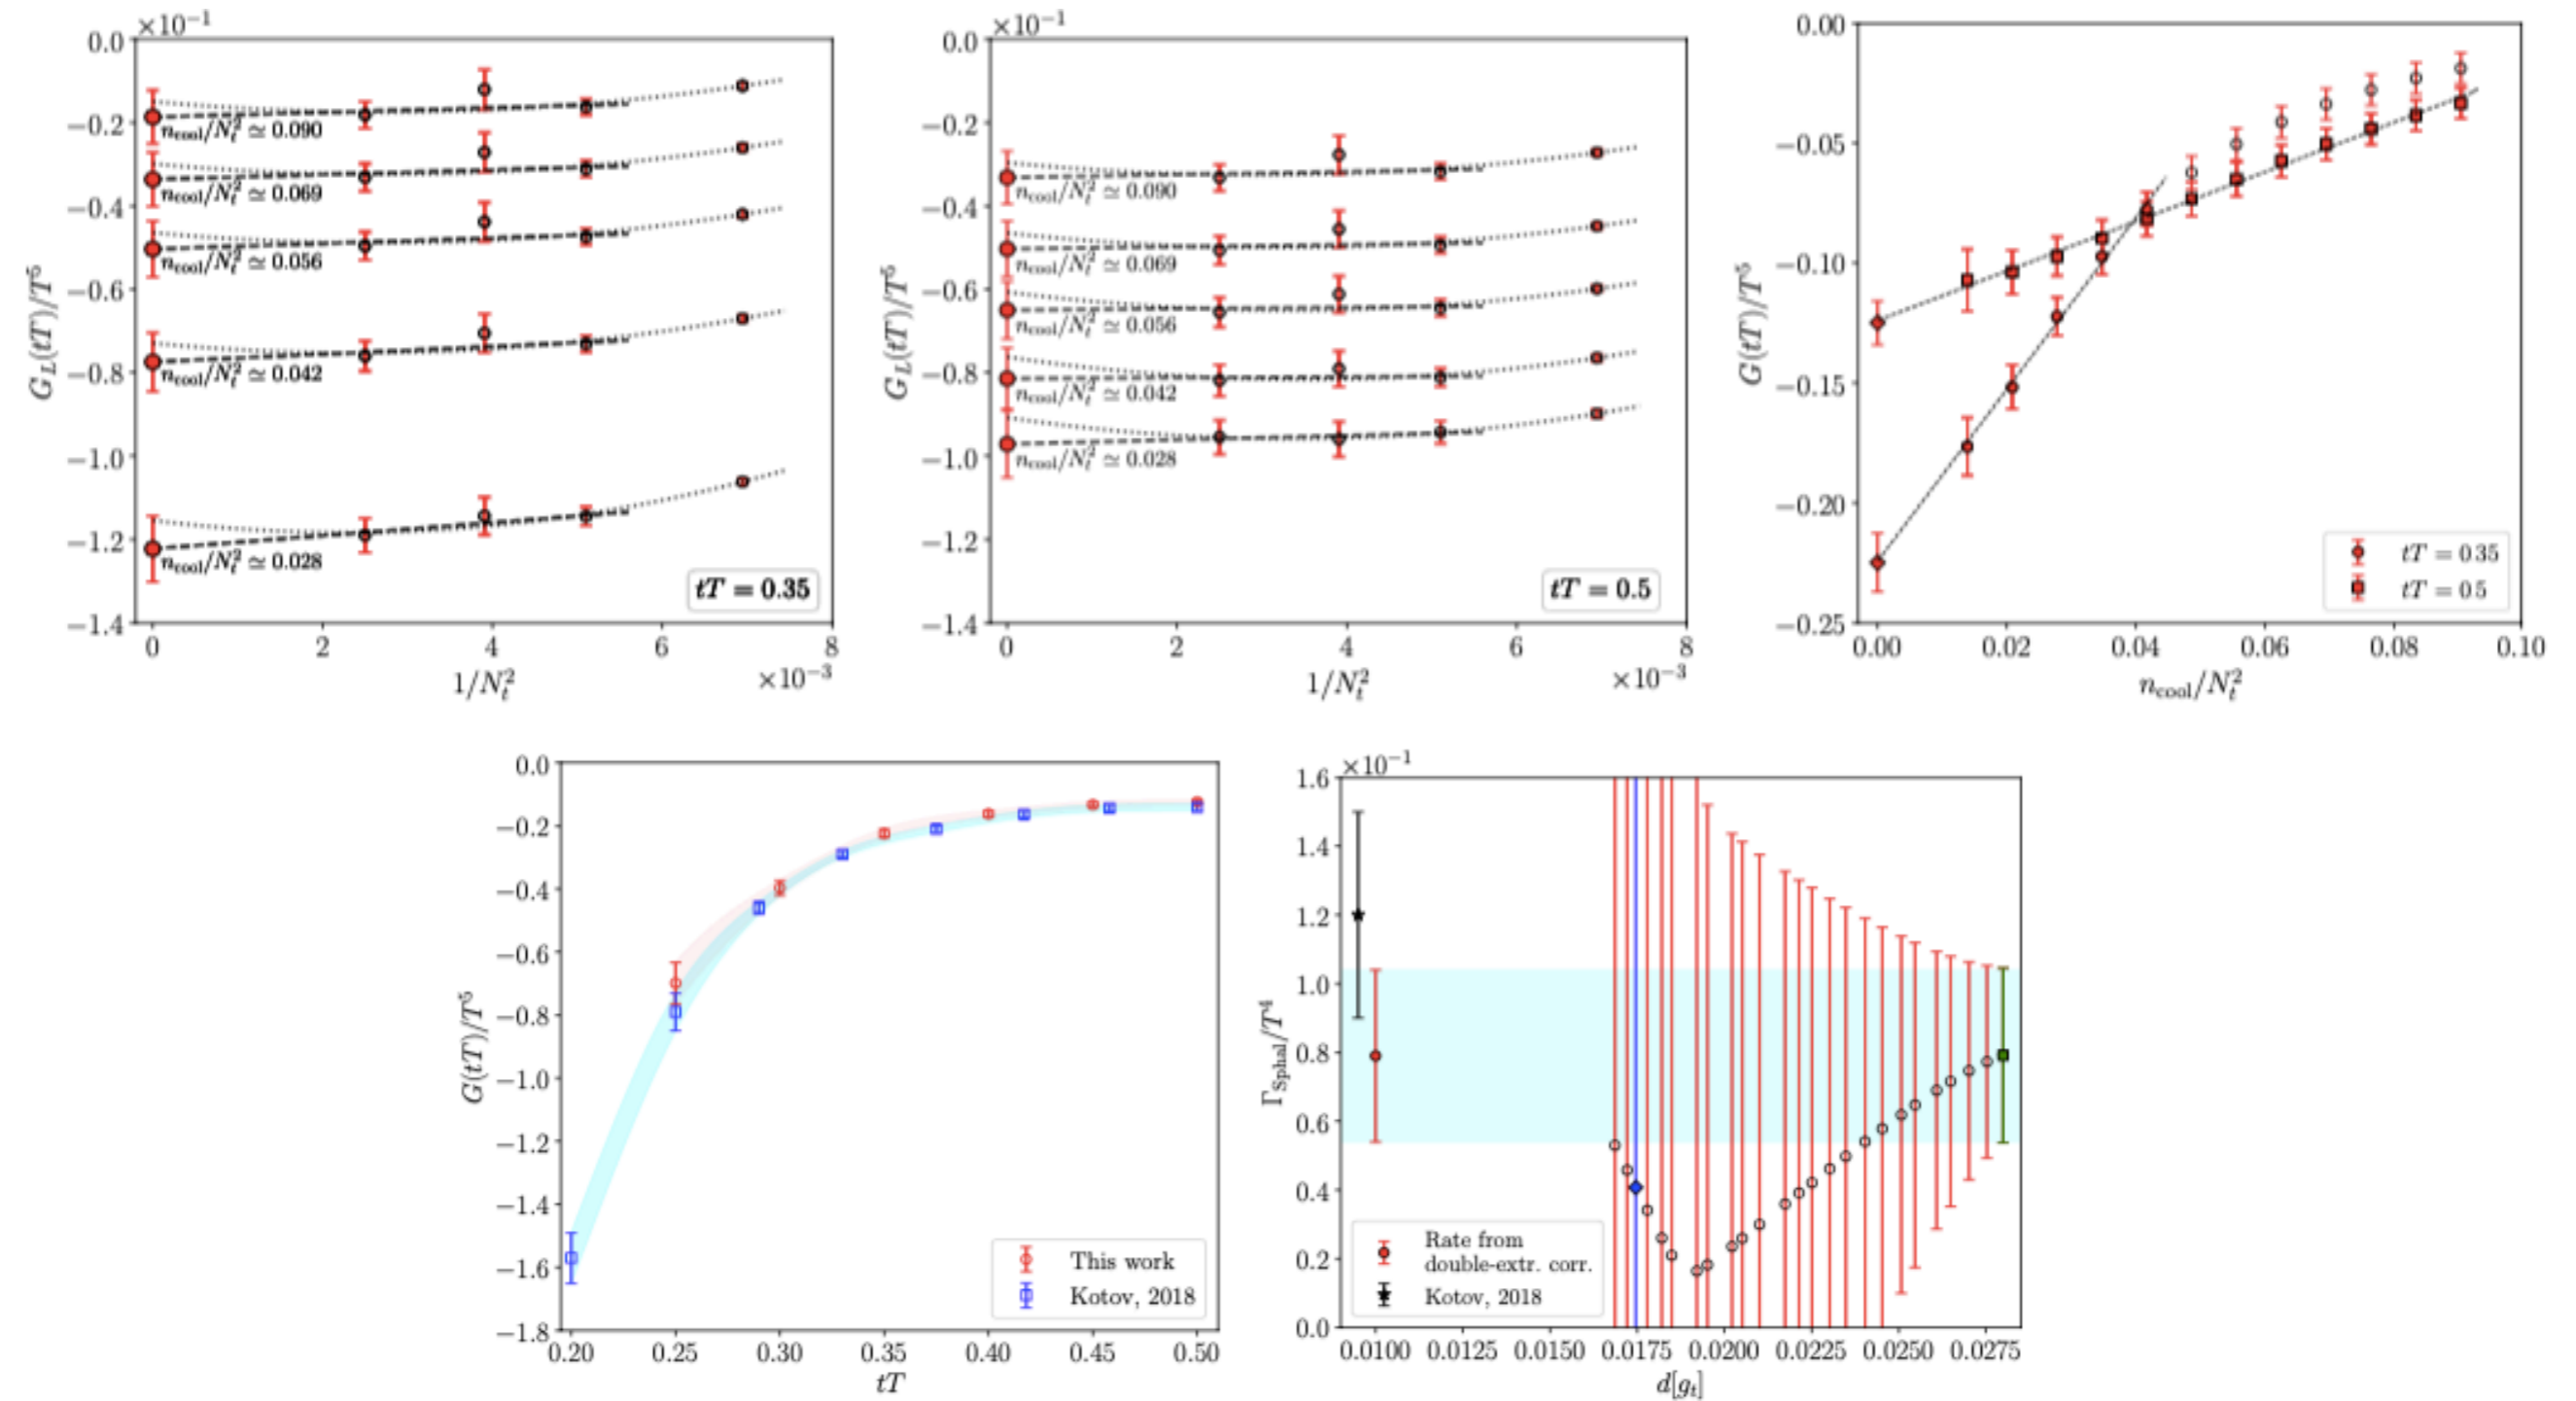 ×10⁻¹
0.0
−0.2
−0.4
−0.6
−0.8
−1.0
−1.2
−1.4
G_L(tT)/T⁵
n_cool/N_t² ≃ 0.090
n_cool/N_t² ≃ 0.069
n_cool/N_t² ≃ 0.056
n_cool/N_t² ≃ 0.042
n_cool/N_t² ≃ 0.028
tT = 0.35
0 2 4 6 8
1/N_t²
×10⁻³
×10⁻¹
0.0
−0.2
−0.4
−0.6
−0.8
−1.0
−1.2
−1.4
G_L(tT)/T⁵
n_cool/N_t² ≃ 0.090
n_cool/N_t² ≃ 0.069
n_cool/N_t² ≃ 0.056
n_cool/N_t² ≃ 0.042
n_cool/N_t² ≃ 0.028
tT = 0.5
0 2 4 6 8
1/N_t²
×10⁻³
0.00
−0.05
−0.10
−0.15
−0.20
−0.25
G(tT)/T⁵
tT = 0.35
tT = 0.5
0.00 0.02 0.04 0.06 0.08 0.10
n_cool/N_t²
0.0
−0.2
−0.4
−0.6
−0.8
−1.0
−1.2
−1.4
−1.6
−1.8
G(tT)/T⁵
This work
Kotov, 2018
0.20 0.25 0.30 0.35 0.40 0.45 0.50
tT
×10⁻¹
1.6
1.4
1.2
1.0
0.8
0.6
0.4
0.2
0.0
Γ_Sphal/T⁴
Rate from
double-extr. corr.
Kotov, 2018
0.0100 0.0125 0.0150 0.0175 0.0200 0.0225 0.0250 0.0275
d[g_t]